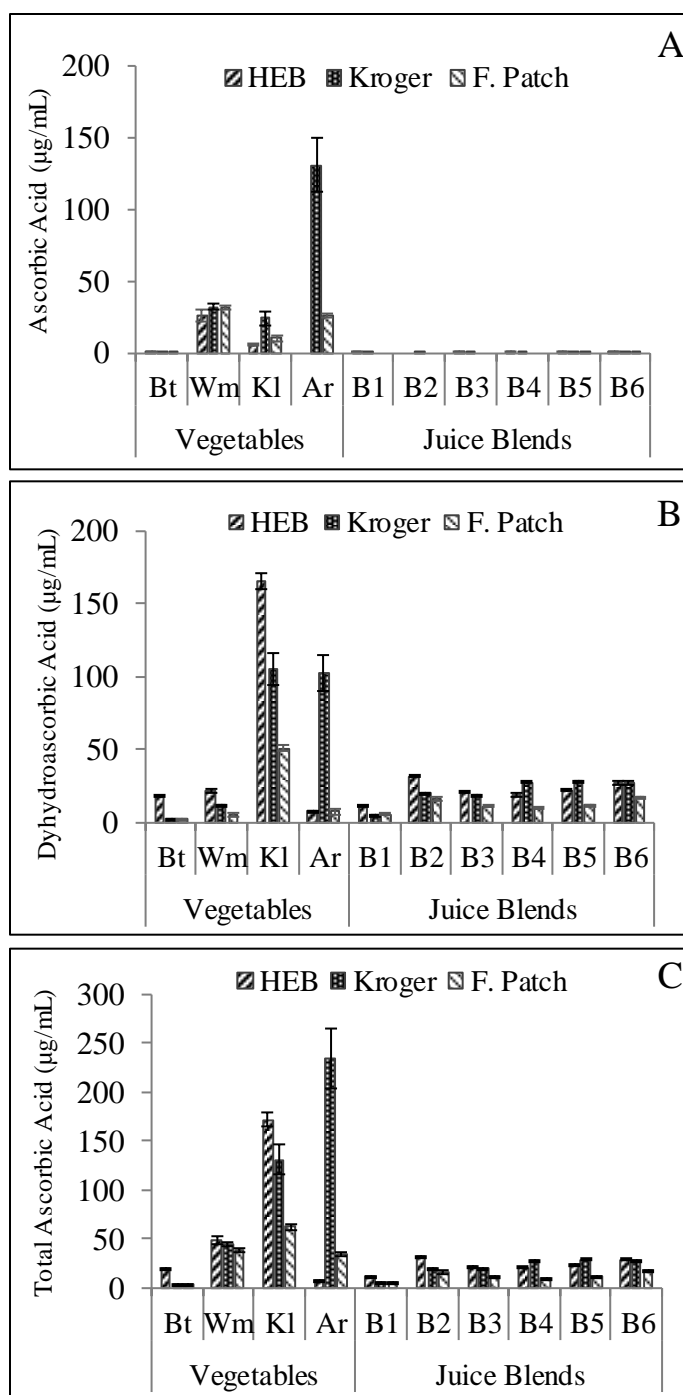 A
HEB Kroger F. Patch
Ascorbic Acid (µg/mL)
200
150
100
50
0
Bt Wm Kl Ar B1 B2 B3 B4 B5 B6
Vegetables Juice Blends
B
HEB Kroger F. Patch
Dyhydroascorbic Acid (µg/mL)
200
150
100
50
0
Bt Wm Kl Ar B1 B2 B3 B4 B5 B6
Vegetables Juice Blends
C
HEB Kroger F. Patch
Total Ascorbic Acid (µg/mL)
300
250
200
150
100
50
0
Bt Wm Kl Ar B1 B2 B3 B4 B5 B6
Vegetables Juice Blends